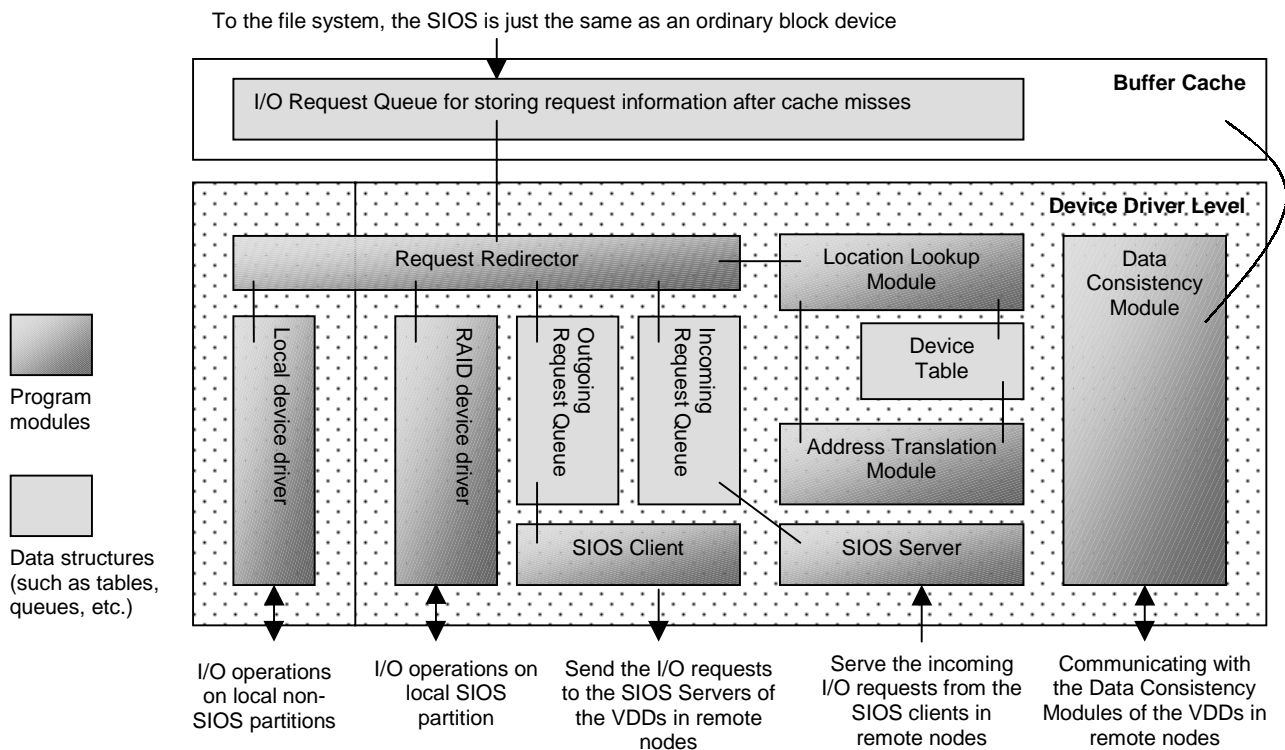 To the file system, the SIOS is just the same as an ordinary block device
Buffer Cache
I/O Request Queue for storing request information after cache misses
Device Driver Level
Request Redirector
Location Lookup
Module
Data
Consistency
Module
Local device driver
RAID device driver
Outgoing
Request Queue
Incoming
Request Queue
Device
Table
Address Translation
Module
SIOS Client
SIOS Server
Program
modules
Data structures
(such as tables,
queues, etc.)
I/O operations
on local non-
SIOS partitions
I/O operations on
local SIOS
partition
Send the I/O requests
to the SIOS Servers of
the VDDs in remote
nodes
Serve the incoming
I/O requests from the
SIOS clients in
remote nodes
Communicating with
the Data Consistency
Modules of the VDDs in
remote nodes